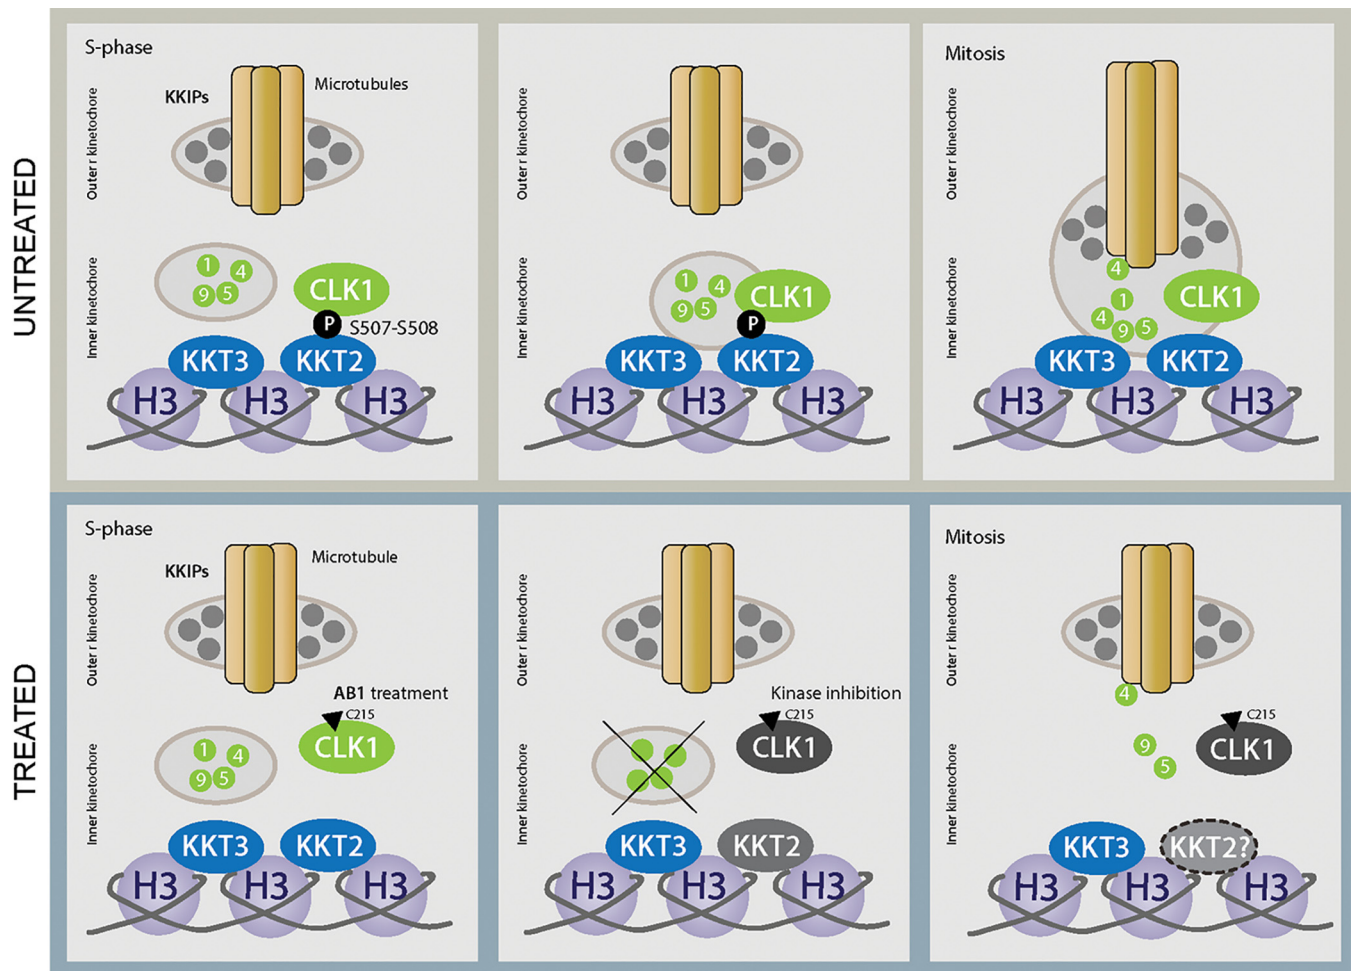 UNTREATED
S-phase
KKIPs
Microtubules
Outer r kinetochore
Inner kinetochore
1
4
9
5
CLK1
P
S507-S508
KKT3
KKT2
H3
H3
H3
Outer r kinetochore
Inner kinetochore
1
4
9
5
CLK1
P
KKT3
KKT2
H3
H3
H3
Mitosis
Outer r kinetochore
Inner kinetochore
4
1
4
9
5
CLK1
KKT3
KKT2
H3
H3
H3
TREATED
S-phase
KKIPs
Microtubule
Outer r kinetochore
Inner kinetochore
AB1 treatment
C215
CLK1
1
4
9
5
KKT3
KKT2
H3
H3
H3
Outer r kinetochore
Inner kinetochore
Kinase inhibition
C215
CLK1
KKT3
KKT2
H3
H3
H3
Mitosis
Outer r kinetochore
Inner kinetochore
4
9
5
C215
CLK1
KKT3
KKT2?
H3
H3
H3